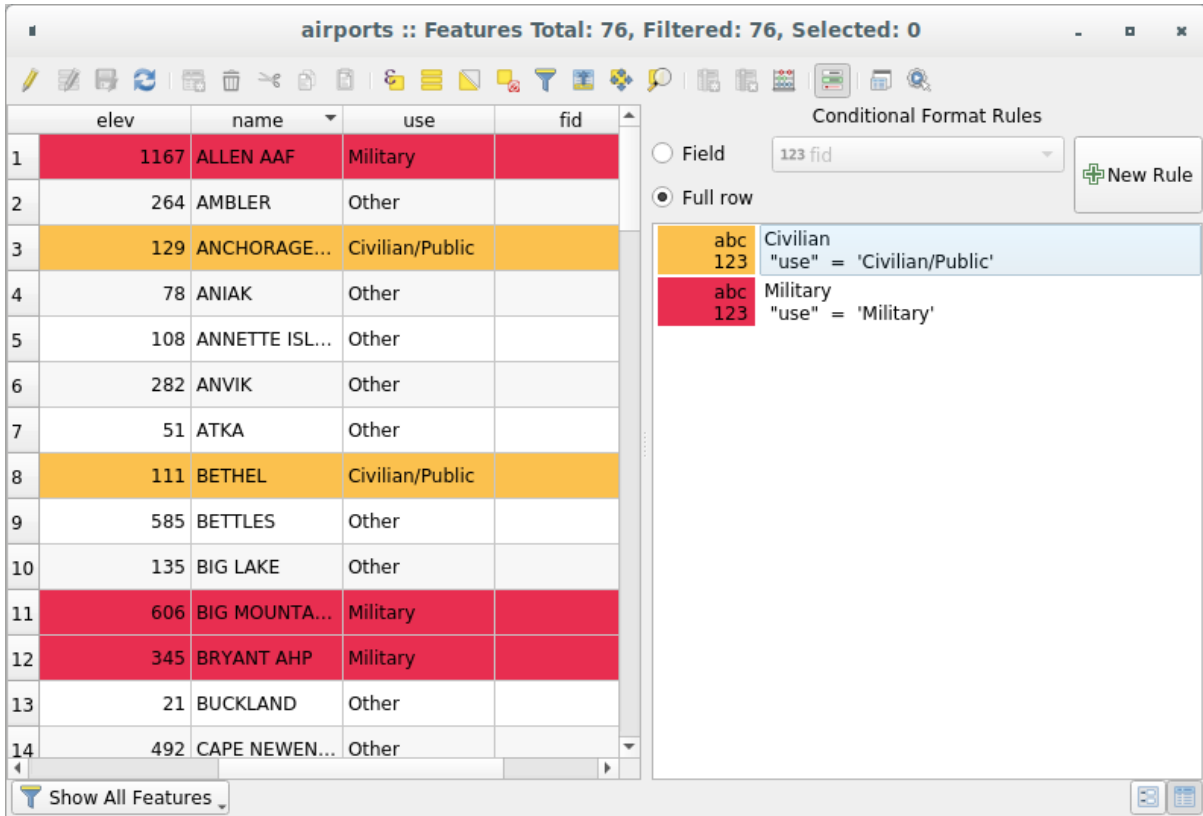 airports :: Features Total: 76, Filtered: 76, Selected: 0
elev name use fid
1 1167 ALLEN AAF Military
2 264 AMBLER Other
3 129 ANCHORAGE... Civilian/Public
4 78 ANIAK Other
5 108 ANNETTE ISL... Other
6 282 ANVIK Other
7 51 ATKA Other
8 111 BETHEL Civilian/Public
9 585 BETTLES Other
10 135 BIG LAKE Other
11 606 BIG MOUNTA... Military
12 345 BRYANT AHP Military
13 21 BUCKLAND Other
14 492 CAPE NEWEN... Other
Show All Features
Conditional Format Rules
Field 123 fid
New Rule
Full row
abc Civilian
123 "use" = 'Civilian/Public'
abc Military
123 "use" = 'Military'